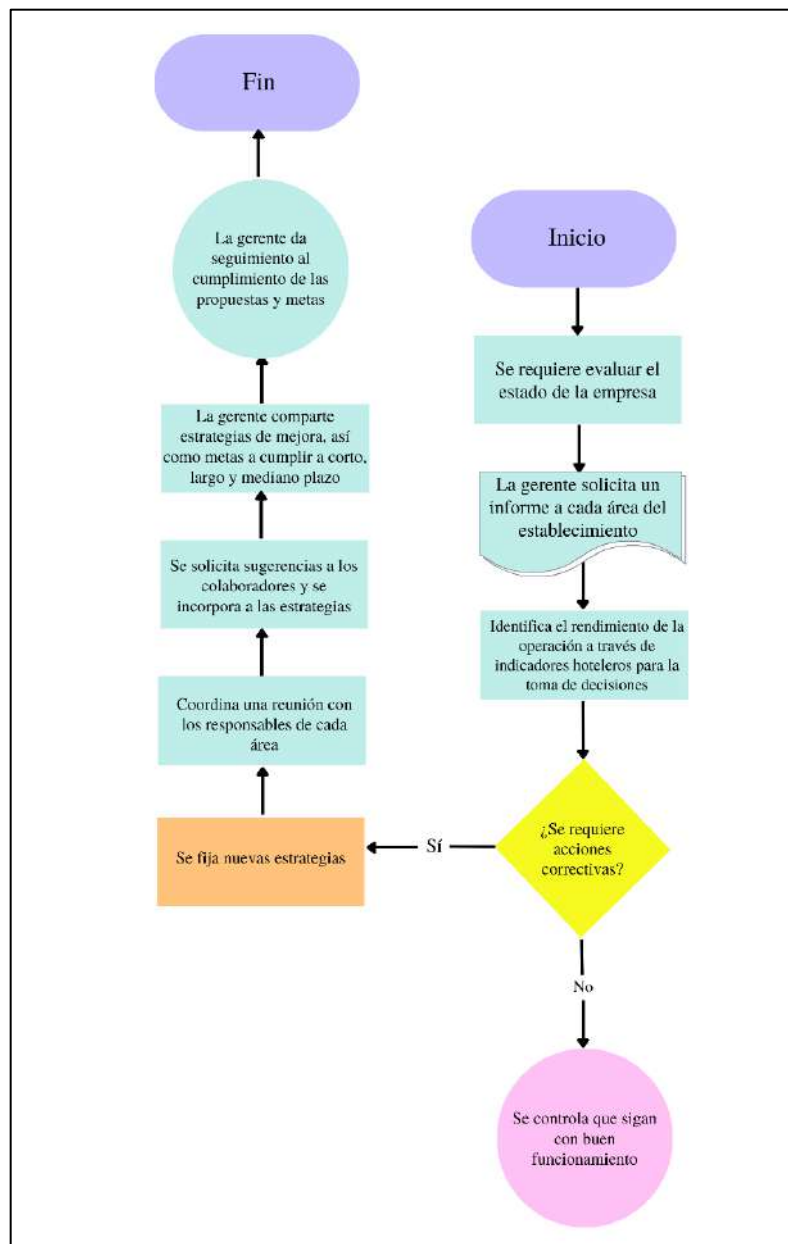 Inicio
Se requiere evaluar el
estado de la empresa
La gerente solicita un
informe a cada área del
establecimiento
Identifica el rendimiento de la
operación a través de
indicadores hoteleros para la
toma de decisiones
¿Se requiere
acciones
correctivas?
Sí
No
Se controla que sigan
con buen
funcionamiento
Se fija nuevas estrategias
Coordina una reunión con
los responsables de cada
área
Se solicita sugerencias a los
colaboradores y se
incorpora a las estrategias
La gerente comparte
estrategias de mejora, así
como metas a cumplir a corto,
largo y mediano plazo
La gerente da
seguimiento al
cumplimiento de las
propuestas y metas
Fin